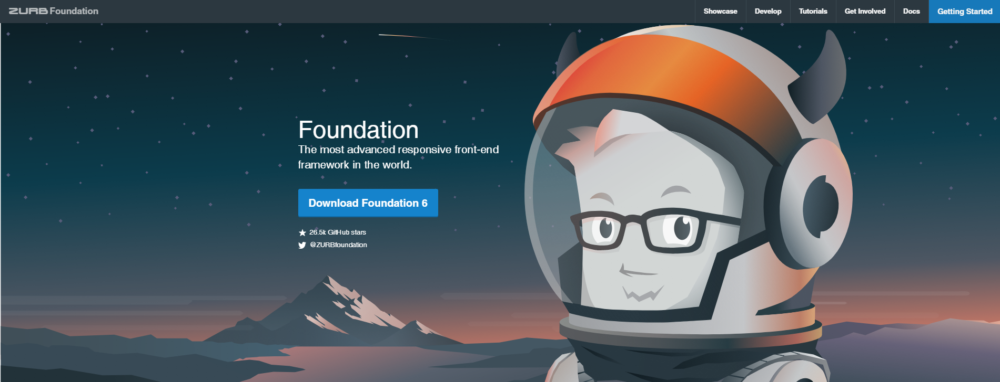 ZURB Foundation
Showcase
Develop
Tutorials
Get Involved
Docs
Getting Started
Foundation
The most advanced responsive front-end
framework in the world.
Download Foundation 6
26.5k GitHub stars
@ZURBfoundation